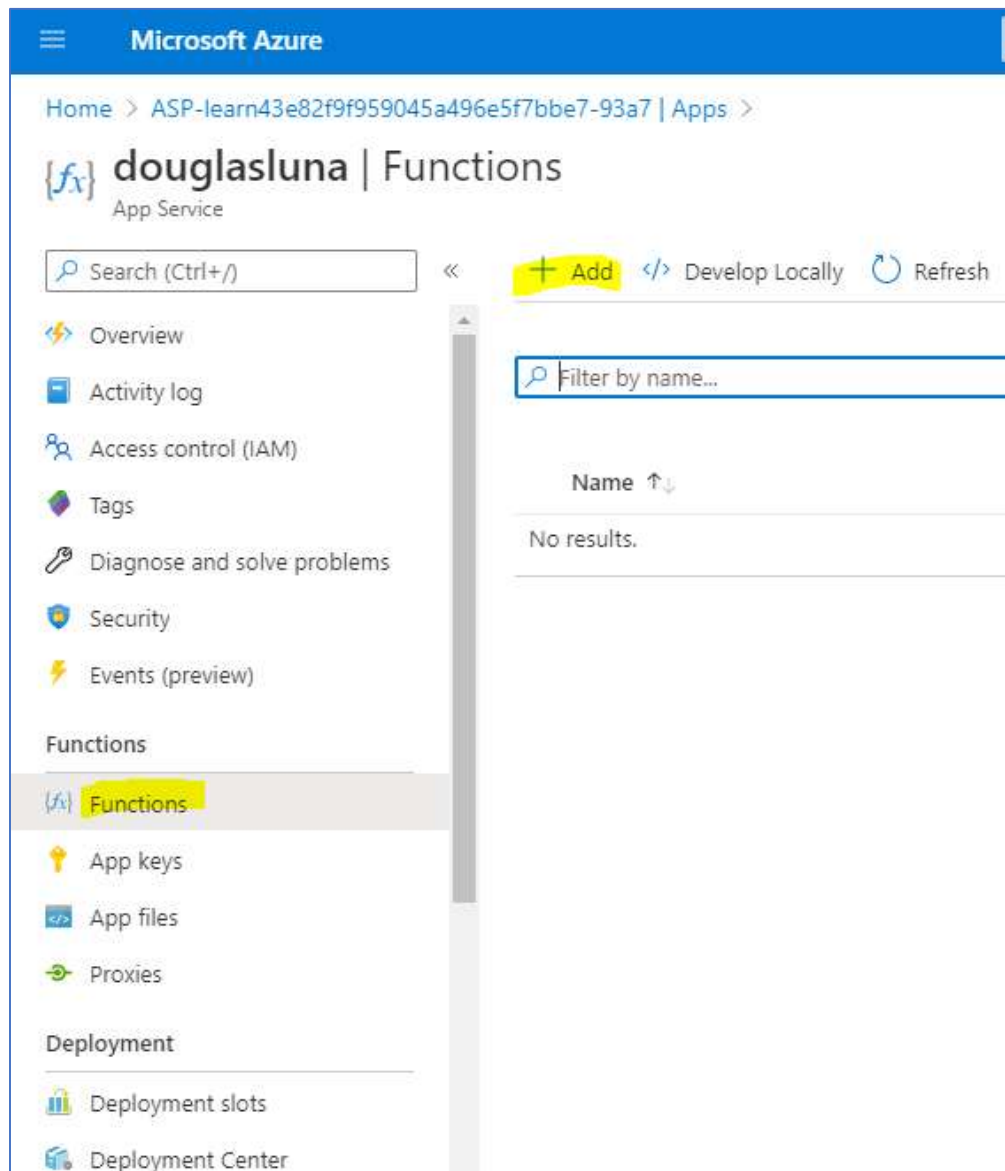 Microsoft Azure
Home > ASP-learn43e82f9f959045a496e5f7bbe7-93a7 | Apps >
{fx} douglasluna | Functions
App Service
Search (Ctrl+/) «
+ Add </> Develop Locally Refresh
Overview
Filter by name...
Activity log
Access control (IAM)
Name ↑↓
Tags
No results.
Diagnose and solve problems
Security
Events (preview)
Functions
{fx} Functions
App keys
App files
Proxies
Deployment
Deployment slots
Deployment Center